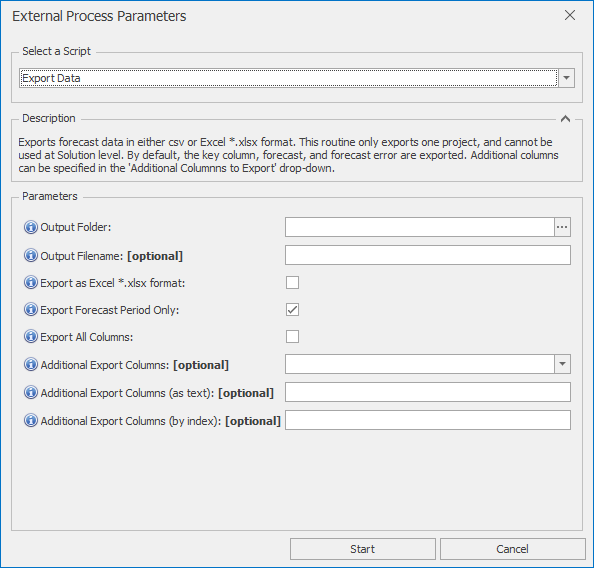 External Process Parameters
Select a Script
Export Data
Description
Exports forecast data in either csv or Excel *.xlsx format. This routine only exports one project, and cannot be
used at Solution level. By default, the key column, forecast, and forecast error are exported. Additional columns
can be specified in the 'Additional Columnns to Export' drop-down.
Parameters
Output Folder:
Output Filename: [optional]
Export as Excel *.xlsx format:
Export Forecast Period Only:
Export All Columns:
Additional Export Columns: [optional]
Additional Export Columns (as text): [optional]
Additional Export Columns (by index): [optional]
Start Cancel